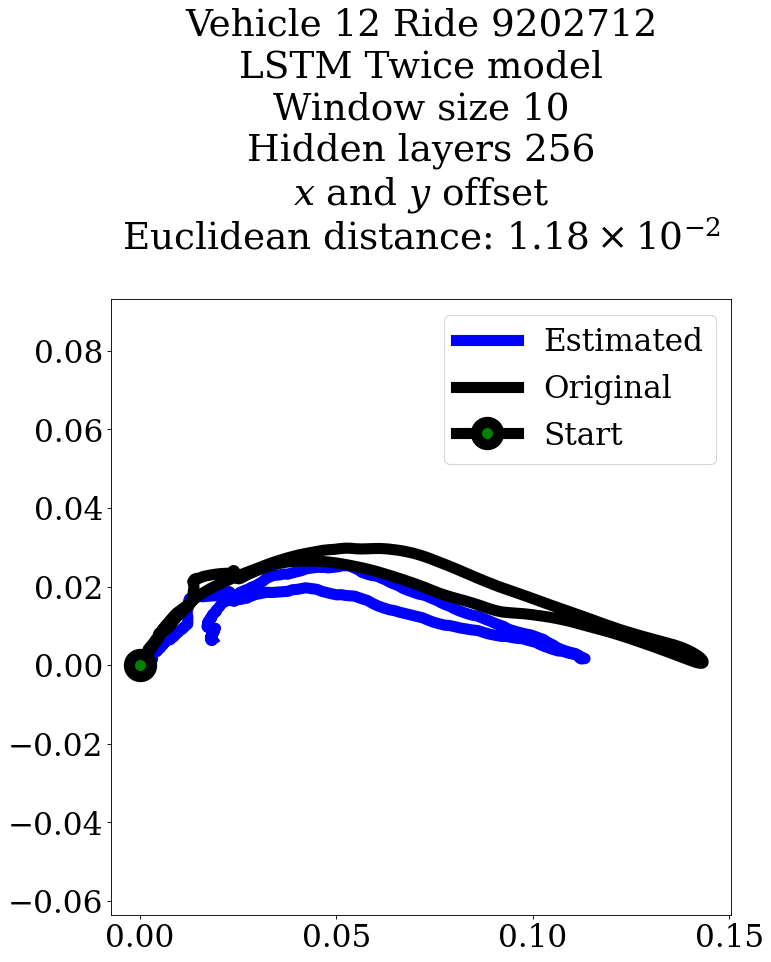 Vehicle 12 Ride 9202712
LSTM Twice model
Window size 10
Hidden layers 256
x and y offset
Euclidean distance: 1.18 × 10⁻²
Estimated
Original
Start
0.08
0.06
0.04
0.02
0.00
−0.02
−0.04
−0.06
0.00 0.05 0.10 0.15